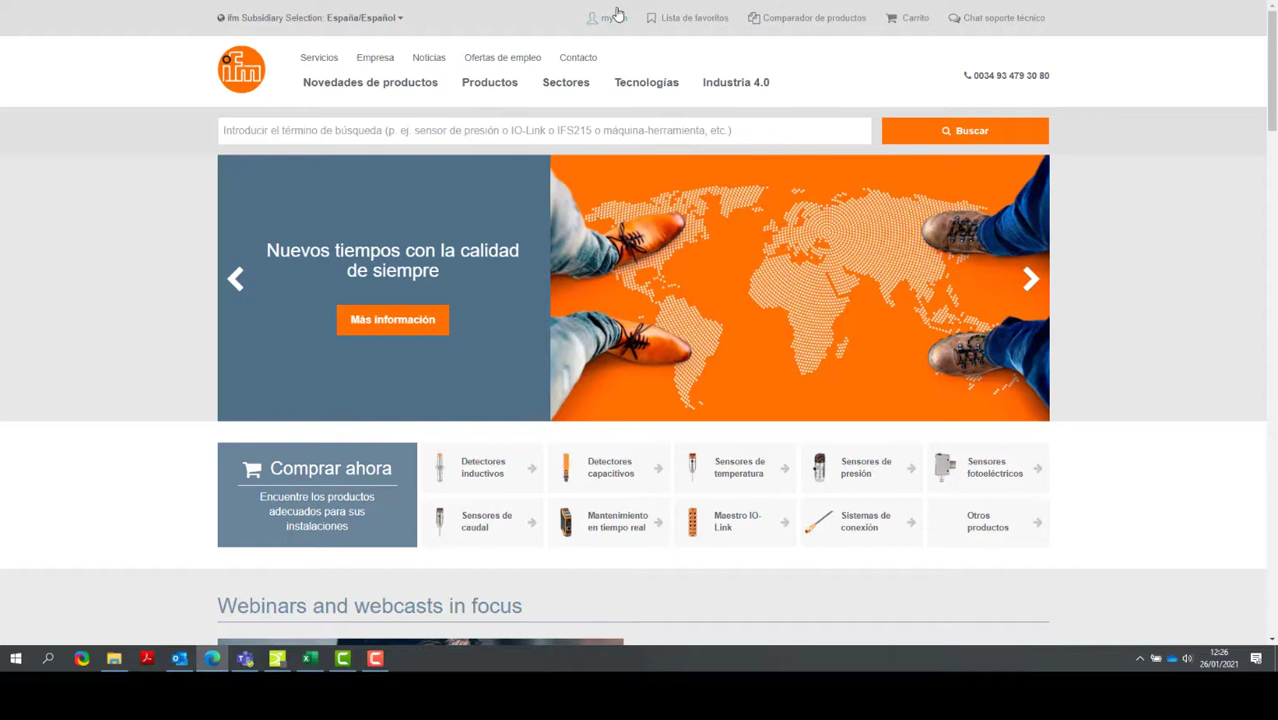 ifm Subsidiary Selection: España/Español
Lista de favoritos
Comparador de productos
Carrito
Chat soporte técnico
ifm
Servicios
Empresa
Noticias
Ofertas de empleo
Contacto
Novedades de productos
Productos
Sectores
Tecnologías
Industria 4.0
0034 93 479 30 80
Introducir el término de búsqueda (p. ej. sensor de presión o IO-Link o IFS215 o máquina-herramienta, etc.)
Buscar
Nuevos tiempos con la calidad
de siempre
Más información
Comprar ahora
Encuentre los productos
adecuados para sus
instalaciones
Detectores
inductivos
Detectores
capacitivos
Sensores de
temperatura
Sensores de
presión
Sensores
fotoeléctricos
Sensores de
caudal
Mantenimiento
en tiempo real
Maestro IO-
Link
Sistemas de
conexión
Otros
productos
Webinars and webcasts in focus
12:26
26/01/2021